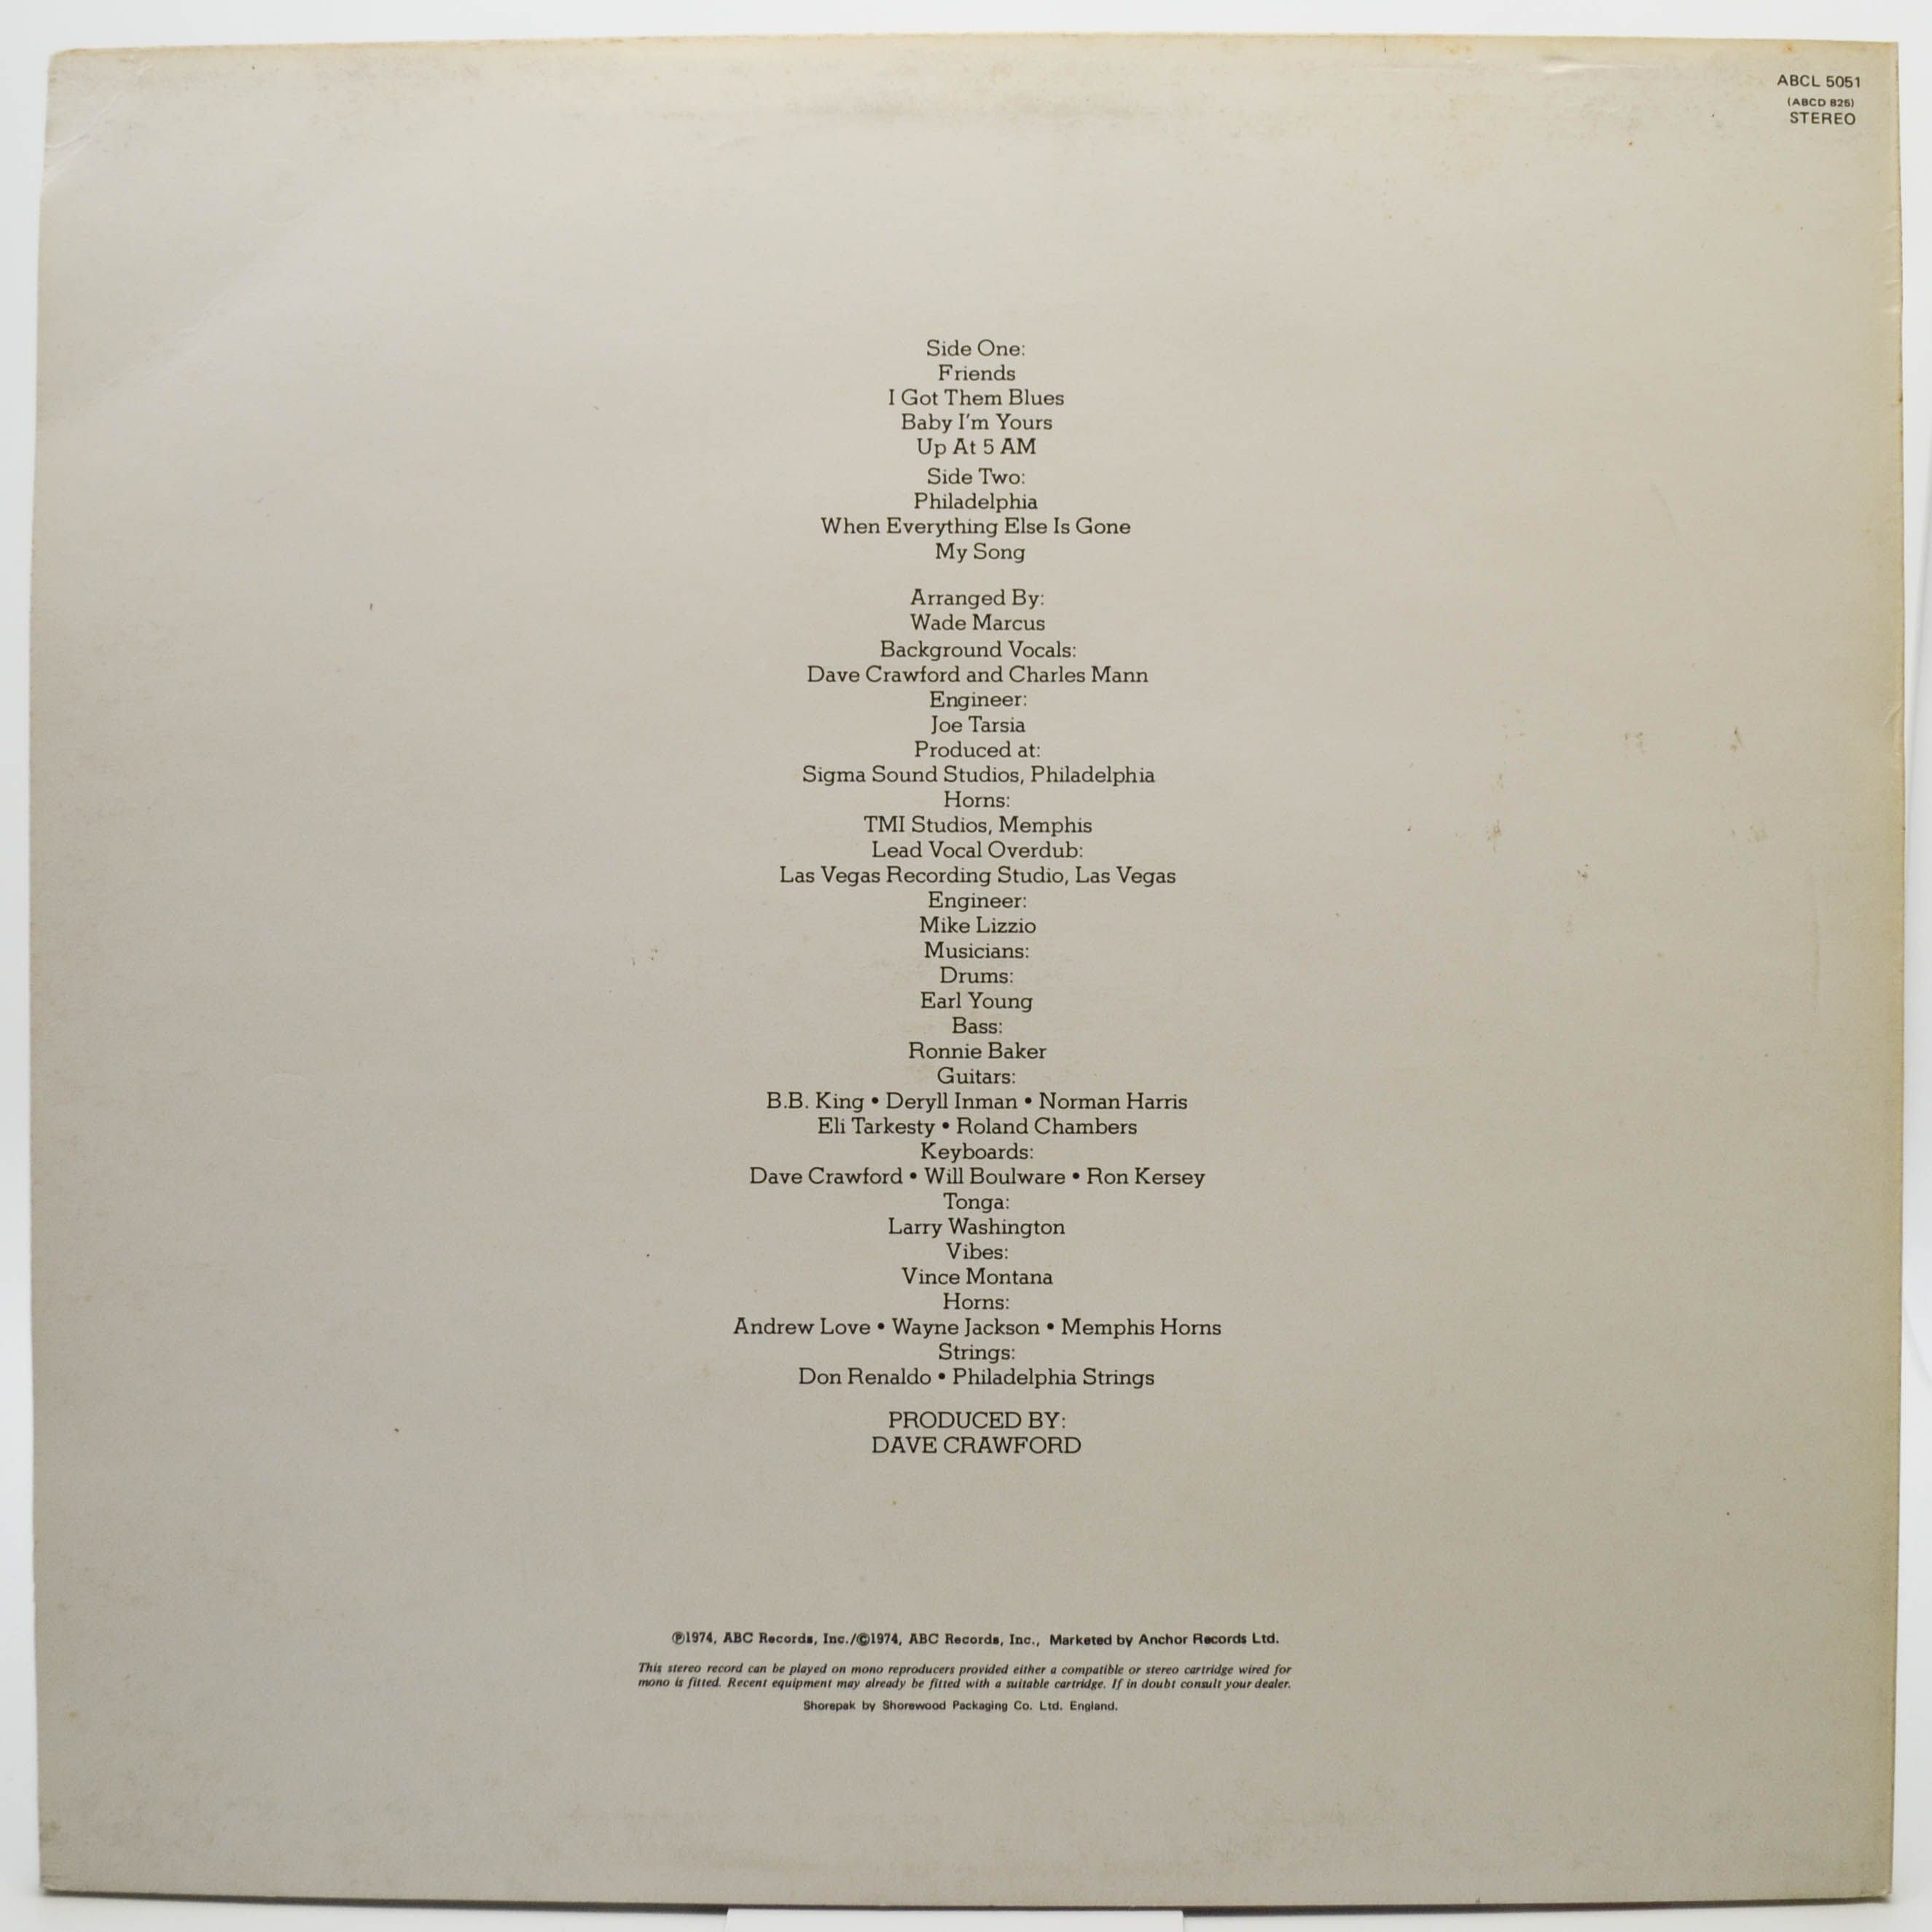 ABCL 5051
(ABCD 825)
STEREO
Side One:
Friends
I Got Them Blues
Baby I'm Yours
Up At 5 AM
Side Two:
Philadelphia
When Everything Else Is Gone
My Song
Arranged By:
Wade Marcus
Background Vocals:
Dave Crawford and Charles Mann
Engineer:
Joe Tarsia
Produced at:
Sigma Sound Studios, Philadelphia
Horns:
TMI Studios, Memphis
Lead Vocal Overdub:
Las Vegas Recording Studio, Las Vegas
Engineer:
Mike Lizzio
Musicians:
Drums:
Earl Young
Bass:
Ronnie Baker
Guitars:
B.B. King • Deryll Inman • Norman Harris
Eli Tarkesty • Roland Chambers
Keyboards:
Dave Crawford • Will Boulware • Ron Kersey
Tonga:
Larry Washington
Vibes:
Vince Montana
Horns:
Andrew Love • Wayne Jackson • Memphis Horns
Strings:
Don Renaldo • Philadelphia Strings
PRODUCED BY:
DAVE CRAWFORD
℗1974, ABC Records, Inc./©1974, ABC Records, Inc., Marketed by Anchor Records Ltd.
This stereo record can be played on mono reproducers provided either a compatible or stereo cartridge wired for
mono is fitted. Recent equipment may already be fitted with a suitable cartridge. If in doubt consult your dealer.
Shorepak by Shorewood Packaging Co. Ltd. England.